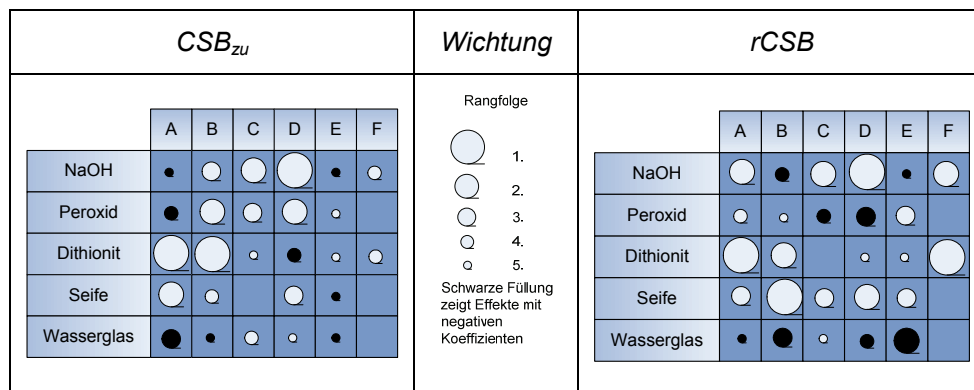 CSBzu Wichtung rCSB
A B C D E F
NaOH
Peroxid
Dithionit
Seife
Wasserglas
Rangfolge
1.
2.
3.
4.
5.
Schwarze Füllung
zeigt Effekte mit
negativen
Koeffizienten
A B C D E F
NaOH
Peroxid
Dithionit
Seife
Wasserglas